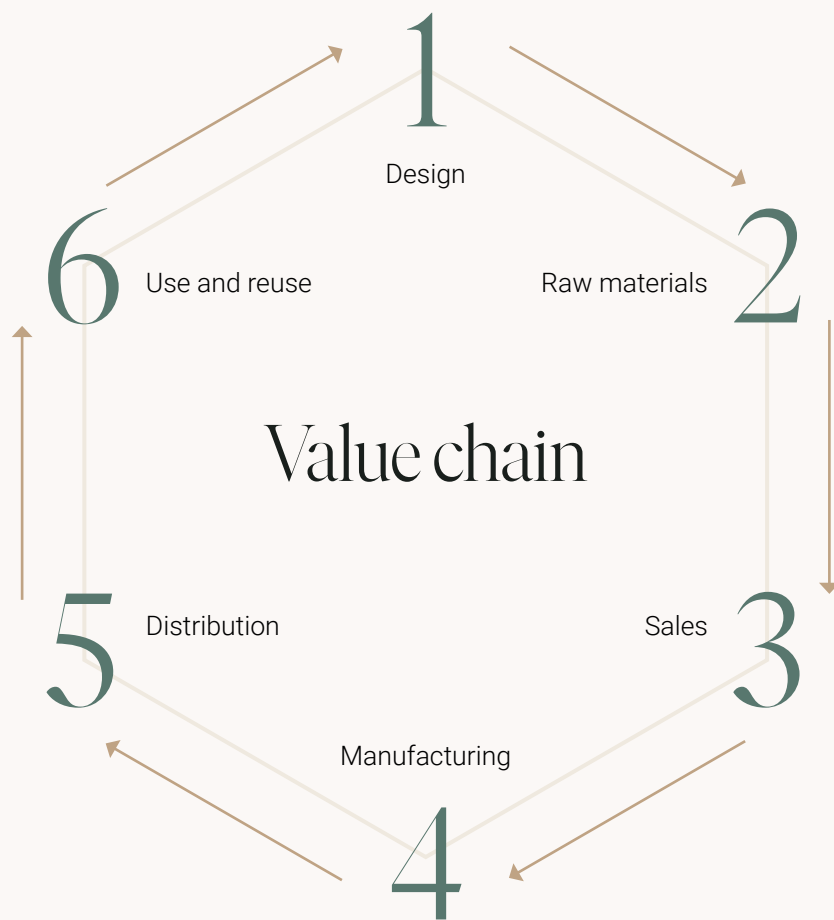 1
Design
2
Raw materials
3
Sales
4
Manufacturing
5
Distribution
6
Use and reuse
Value chain